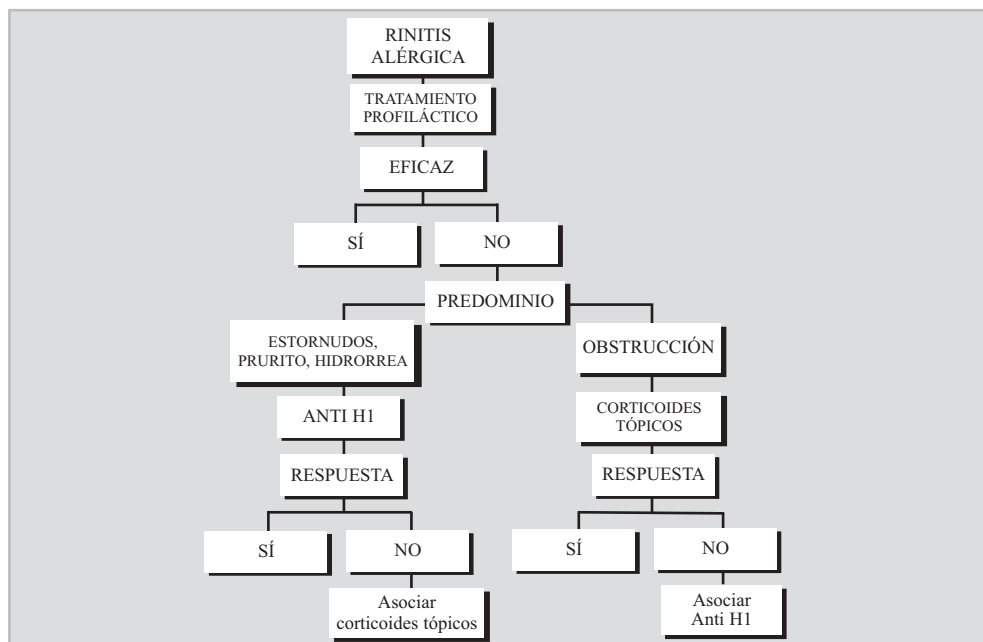 RINITIS
ALÉRGICA
TRATAMIENTO
PROFILÁCTICO
EFICAZ
SÍ
NO
PREDOMINIO
ESTORNUDOS,
PRURITO, HIDRORREA
OBSTRUCCIÓN
ANTI H1
CORTICOIDES
TÓPICOS
RESPUESTA
RESPUESTA
SÍ
NO
SÍ
NO
Asociar
corticoides tópicos
Asociar
Anti H1